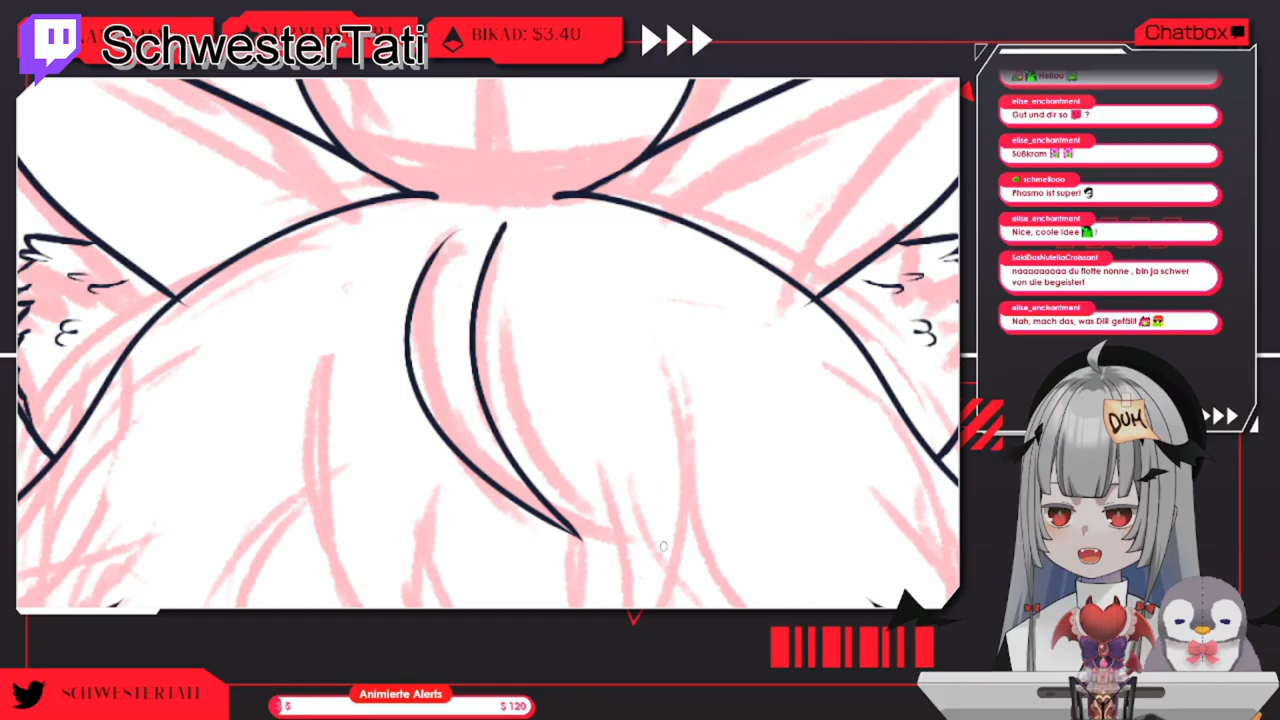 SchwesterTati
BIKAD: $3.40
Chatbox
Hellou
elise_enchantment
Gut und dir so ?
elise_enchantment
Süßkram
schmellooo
Phasmo ist super!
elise_enchantment
Nice, coole Idee !
SakiDasNutellaCroissant
naaaaaaaaa du flotte nonne , bin ja schwer
von die begeistert
elise_enchantment
Nah, mach das, was DIR gefällt
DUM
SCHWESTERTATI
Animierte Alerts
$ 5
$ 120